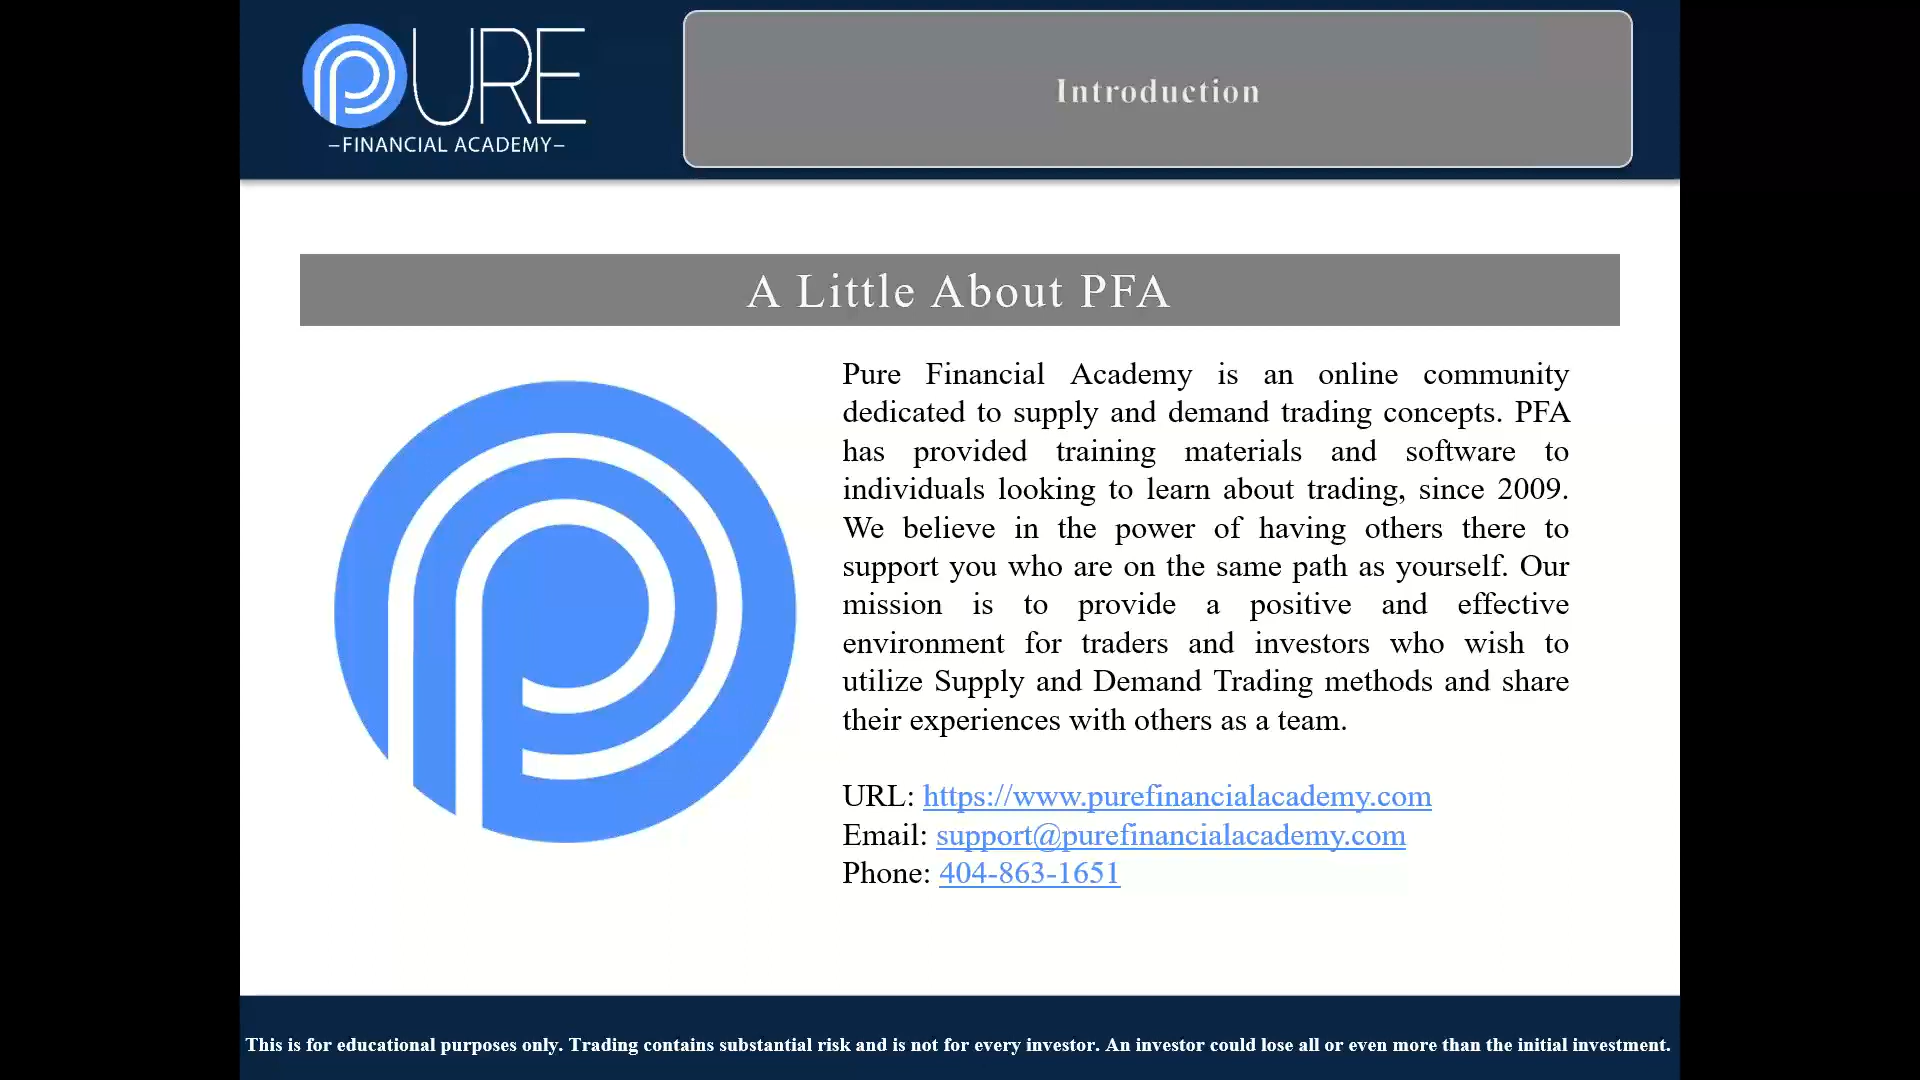 PURE
–FINANCIAL ACADEMY–
Introduction
A Little About PFA
Pure Financial Academy is an online community
dedicated to supply and demand trading concepts. PFA
has provided training materials and software to
individuals looking to learn about trading, since 2009.
We believe in the power of having others there to
support you who are on the same path as yourself. Our
mission is to provide a positive and effective
environment for traders and investors who wish to
utilize Supply and Demand Trading methods and share
their experiences with others as a team.
URL: https://www.purefinancialacademy.com
Email: support@purefinancialacademy.com
Phone: 404-863-1651
This is for educational purposes only. Trading contains substantial risk and is not for every investor. An investor could lose all or even more than the initial investment.